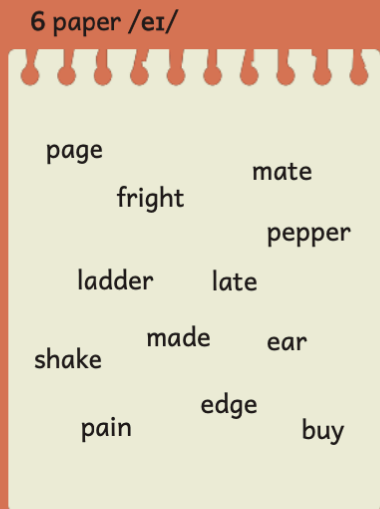 6 paper /eɪ/
page
mate
fright
pepper
ladder late
made ear
shake
edge
pain buy